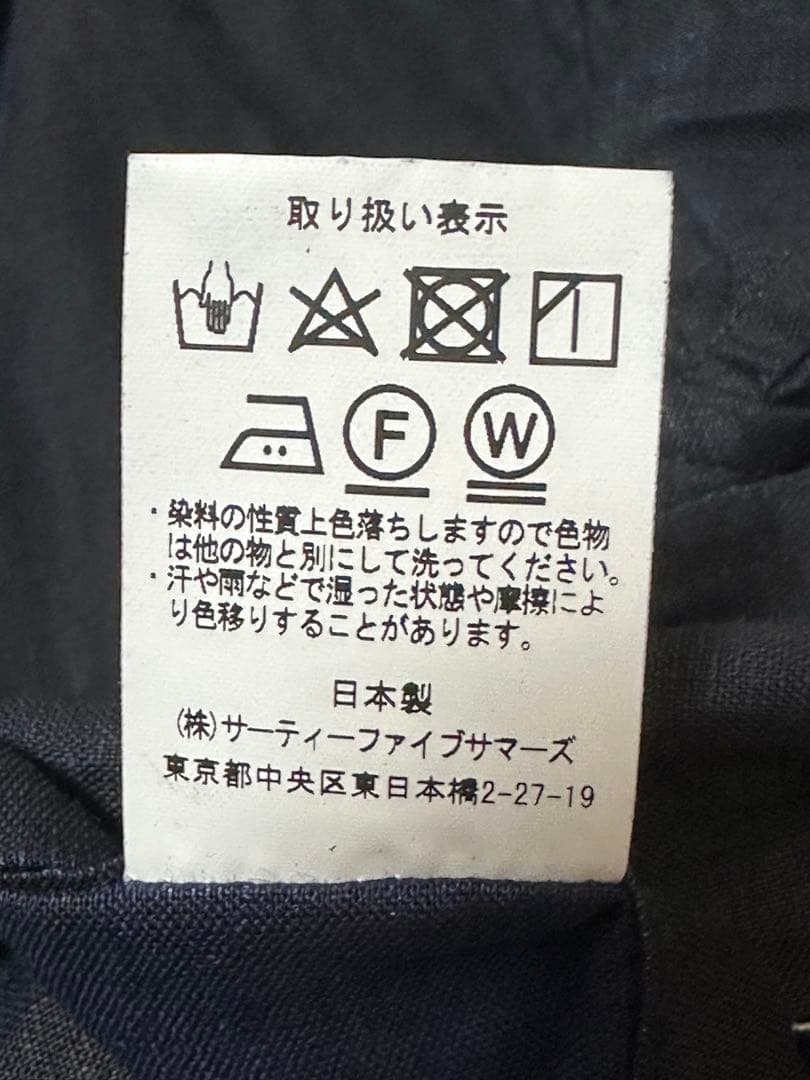 取り扱い表示
F W
・染料の性質上色落ちしますので色物
は他の物と別にして洗ってください。
・汗や雨などで湿った状態や摩擦によ
り色移りすることがあります。
日本製
(株)サーティーファイブサマーズ
東京都中央区東日本橋2-27-19